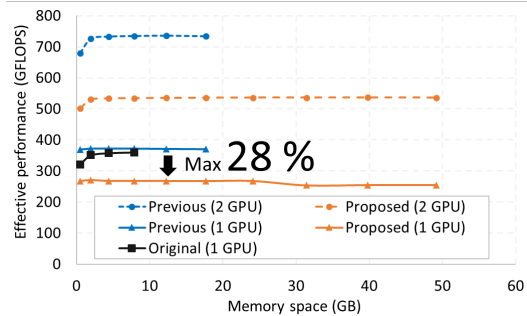 800
700
600
500
400
300
200
100
0
Effective performance (GFLOPS)
Max 28 %
Previous (2 GPU)
Proposed (2 GPU)
Previous (1 GPU)
Proposed (1 GPU)
Original (1 GPU)
0 10 20 30 40 50 60
Memory space (GB)